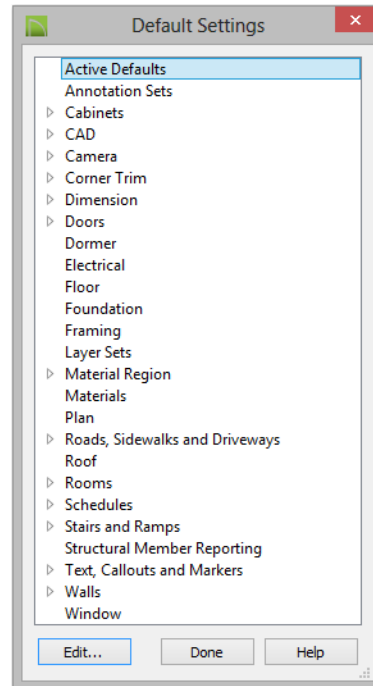 Default Settings
Active Defaults
Annotation Sets
Cabinets
CAD
Camera
Corner Trim
Dimension
Doors
Dormer
Electrical
Floor
Foundation
Framing
Layer Sets
Material Region
Materials
Plan
Roads, Sidewalks and Driveways
Roof
Rooms
Schedules
Stairs and Ramps
Structural Member Reporting
Text, Callouts and Markers
Walls
Window
Edit... Done Help